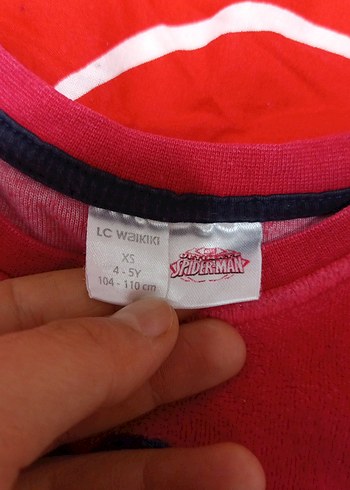 LC WAIKIKI
XS
4 - 5Y
104 - 110 cm
SPIDER-MAN